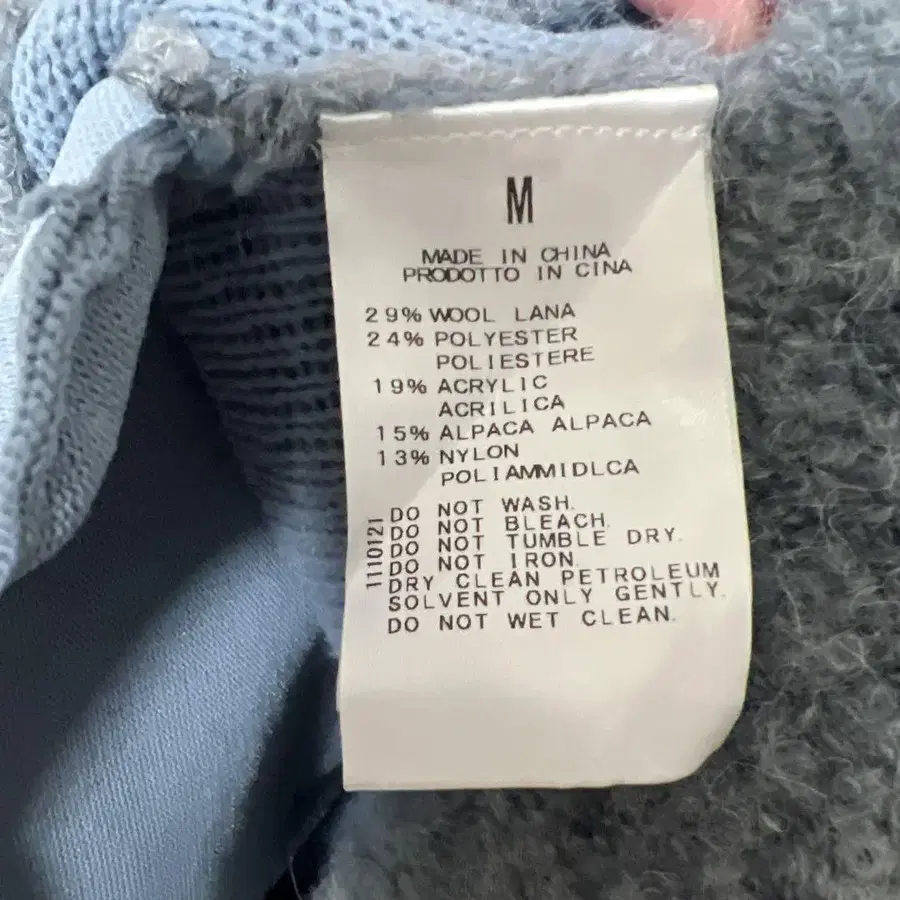 M
MADE IN CHINA
PRODOTTO IN CINA
29% WOOL LANA
24% POLYESTER
POLIESTERE
19% ACRYLIC
ACRILICA
15% ALPACA ALPACA
13% NYLON
POLIAMMIDLCA
1110121
DO NOT WASH.
DO NOT BLEACH.
DO NOT TUMBLE DRY.
DO NOT IRON.
DRY CLEAN PETROLEUM
SOLVENT ONLY GENTLY.
DO NOT WET CLEAN.